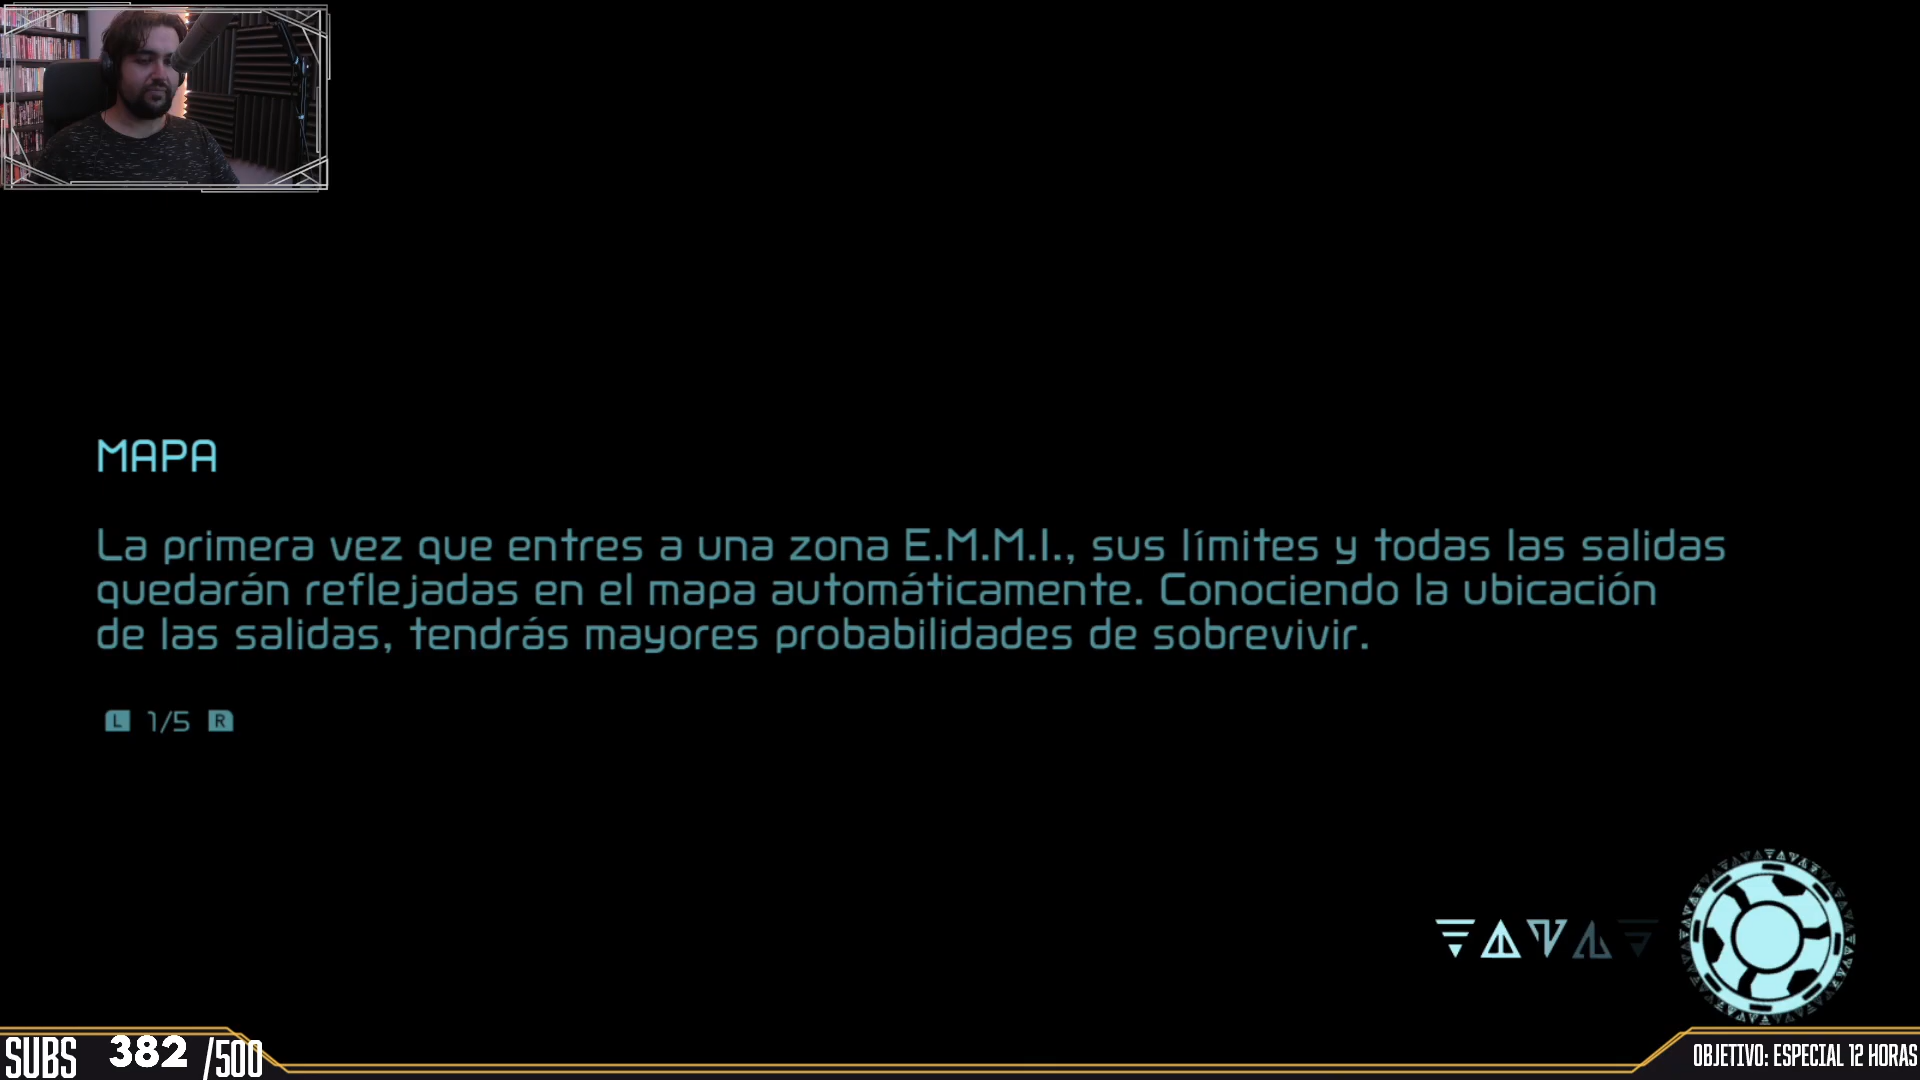 MAPA
La primera vez que entres a una zona E.M.M.I., sus límites y todas las salidas
quedarán reflejadas en el mapa automáticamente. Conociendo la ubicación
de las salidas, tendrás mayores probabilidades de sobrevivir.
L 1/5 R
SUBS 382 /500
OBJETIVO: ESPECIAL 12 HORAS